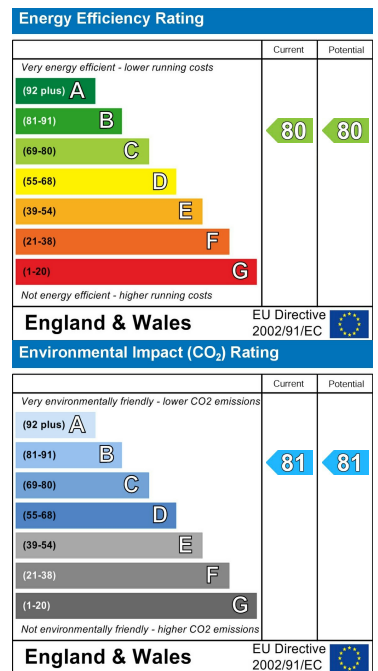 Energy Efficiency Rating
Current Potential
Very energy efficient - lower running costs
(92 plus) A
(81-91) B
80 80
(69-80) C
(55-68) D
(39-54) E
(21-38) F
(1-20) G
Not energy efficient - higher running costs
England & Wales
EU Directive
2002/91/EC
Environmental Impact (CO₂) Rating
Current Potential
Very environmentally friendly - lower CO2 emissions
(92 plus) A
(81-91) B
81 81
(69-80) C
(55-68) D
(39-54) E
(21-38) F
(1-20) G
Not environmentally friendly - higher CO2 emissions
England & Wales
EU Directive
2002/91/EC